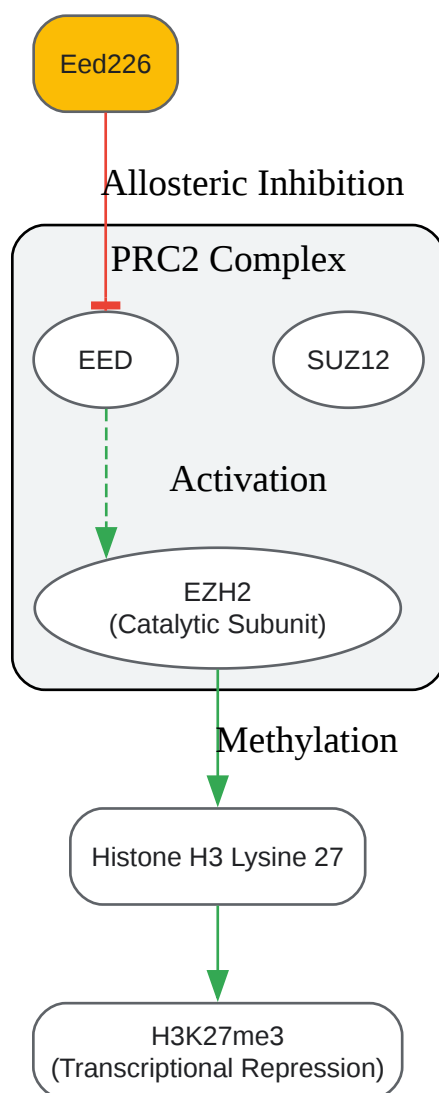 Eed226
Allosteric Inhibition
PRC2 Complex
EED
SUZ12
Activation
EZH2
(Catalytic Subunit)
Methylation
Histone H3 Lysine 27
H3K27me3
(Transcriptional Repression)